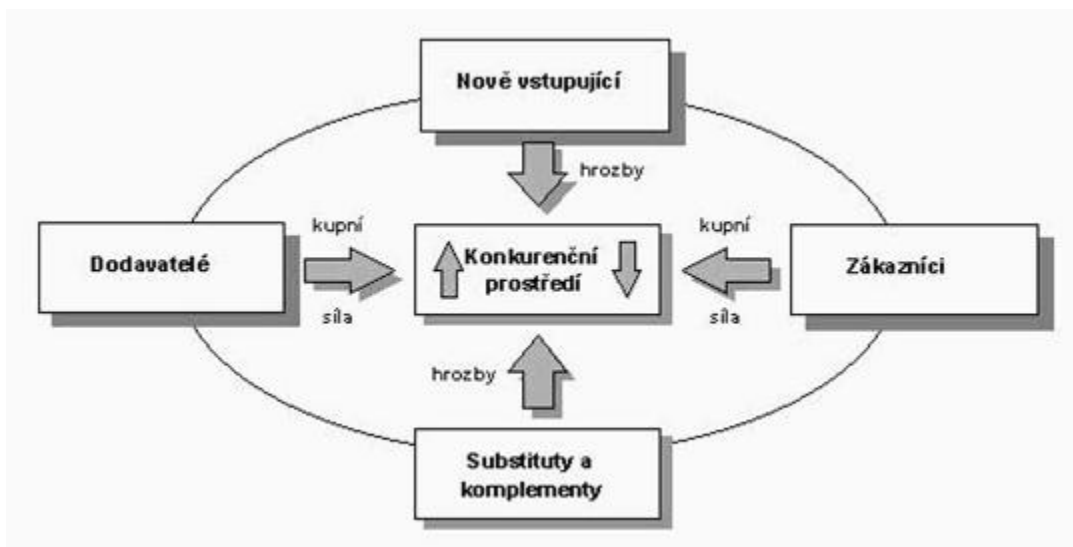 Nově vstupující
hrozby
kupní
kupní
Dodavatelé
Konkurenční
prostředí
Zákazníci
síla
síla
hrozby
Substituty a
komplementy